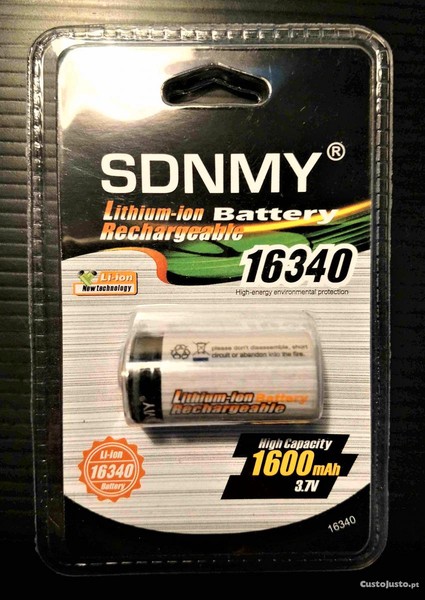 SDNMY®
Lithium-ion Battery
Rechargeable
16340
High-energy environmental protection
Li-ion
New technology
please don't disassemble, short
circuit or abandon into the fire.
Lithium-ion Battery
Rechargeable
NMY®
Li-ion
16340
Battery
High Capacity
1600mAh
3.7V
16340
CustoJusto.pt